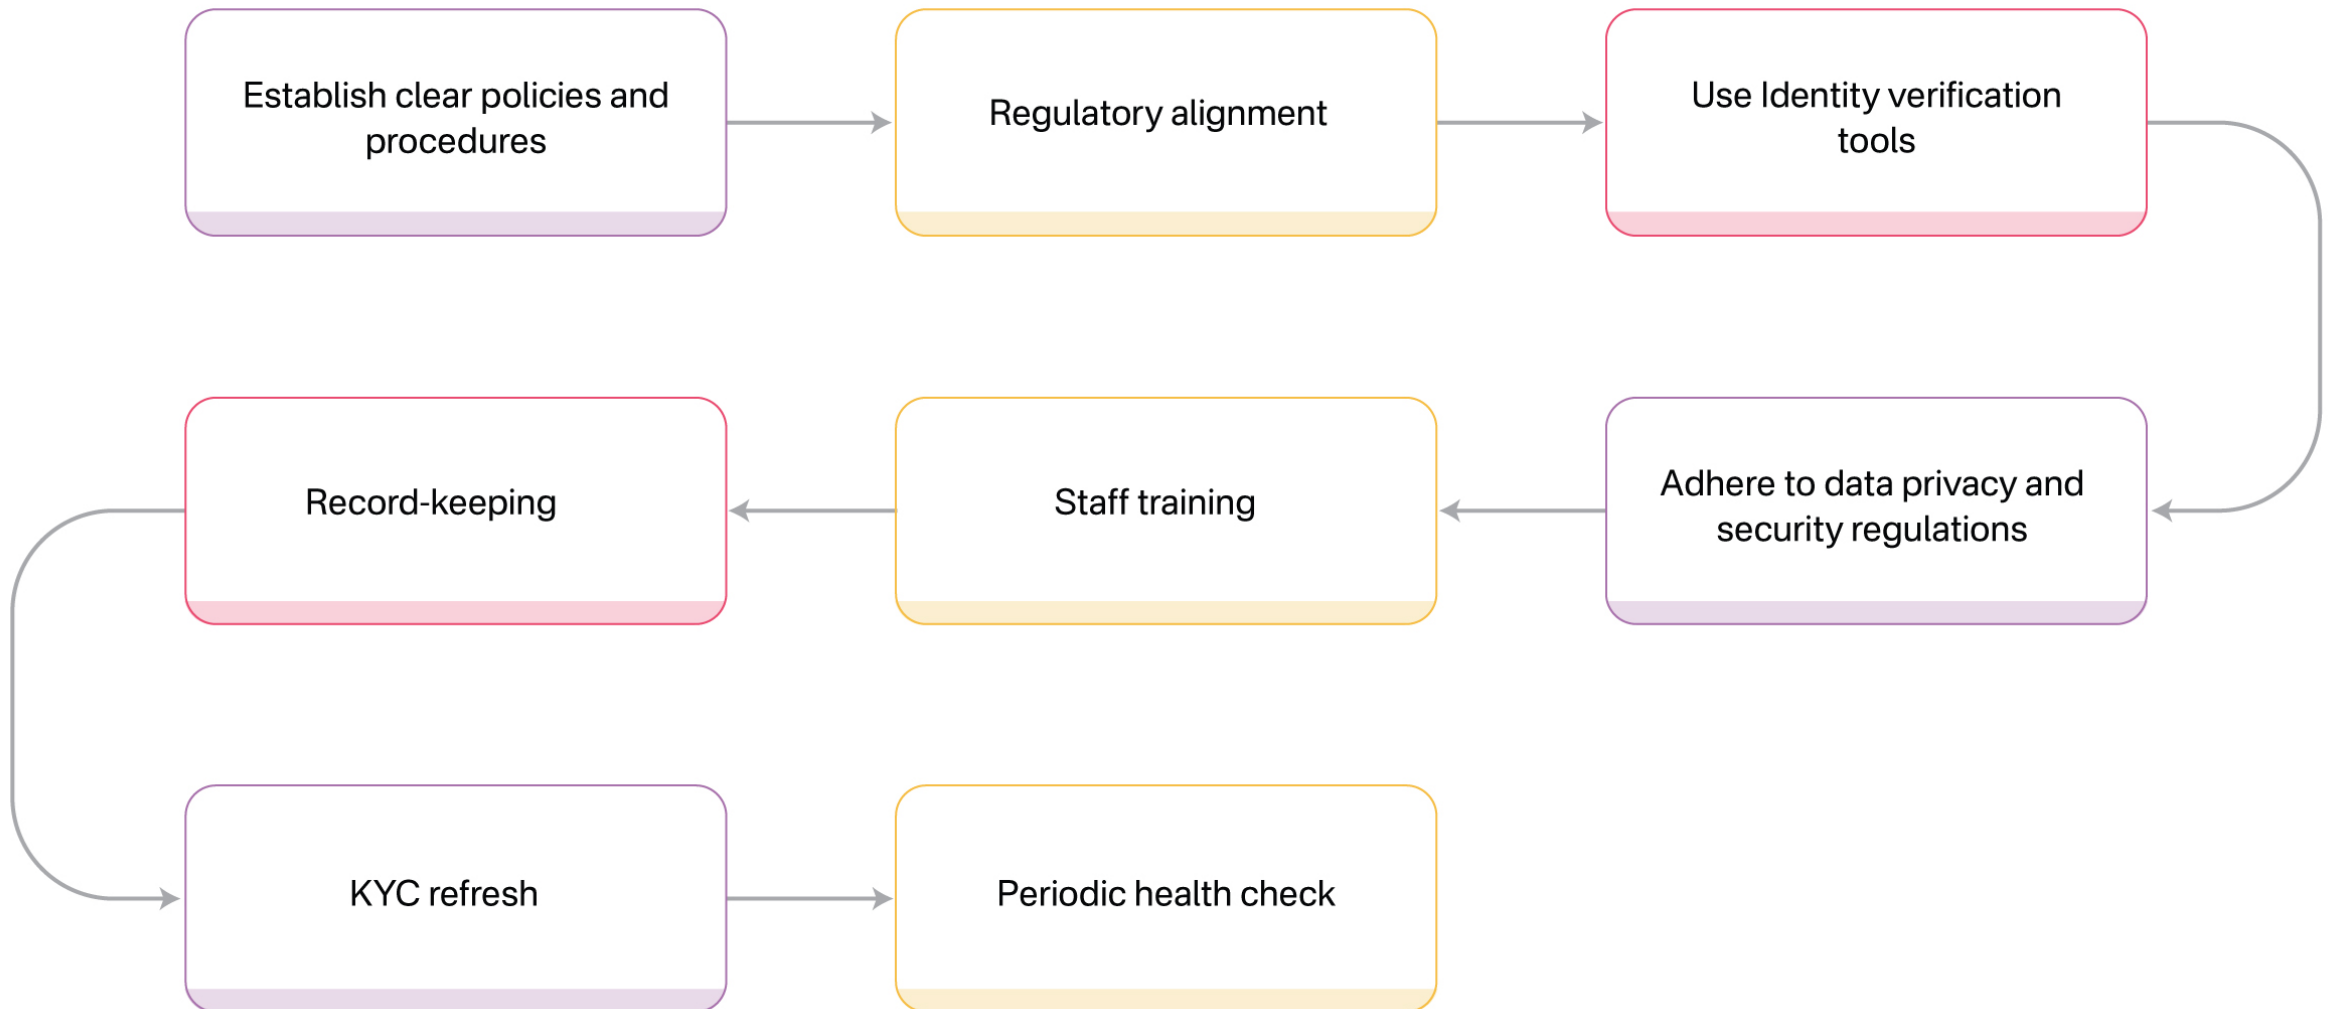 Establish clear policies and
procedures
Regulatory alignment
Use Identity verification
tools
Adhere to data privacy and
security regulations
Staff training
Record-keeping
KYC refresh
Periodic health check